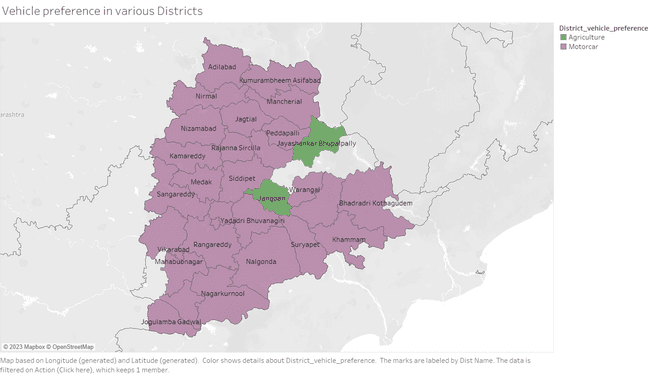 Vehicle preference in various Districts
District_vehicle_preference
Agriculture
Motorcar
Adilabad
Kumurambheem Asifabad
Nirmal
Mancherial
Jagtial
Nizamabad
Peddapalli
Jayashankar Bhupalpally
Rajanna Sircilla
Kamareddy
Siddipet
Medak
Sangareddy
Warangal
Jangoan
Bhadradri Kothagudem
Yadadri Bhuvanagiri
Khammam
Suryapet
Rangareddy
Vikarabad
Mahabubnagar
Nalgonda
Nagarkurnool
Jogulamba Gadwal
© 2023 Mapbox © OpenStreetMap
Map based on Longitude (generated) and Latitude (generated). Color shows details about District_vehicle_preference. The marks are labeled by Dist Name. The data is
filtered on Action (Click here), which keeps 1 member.